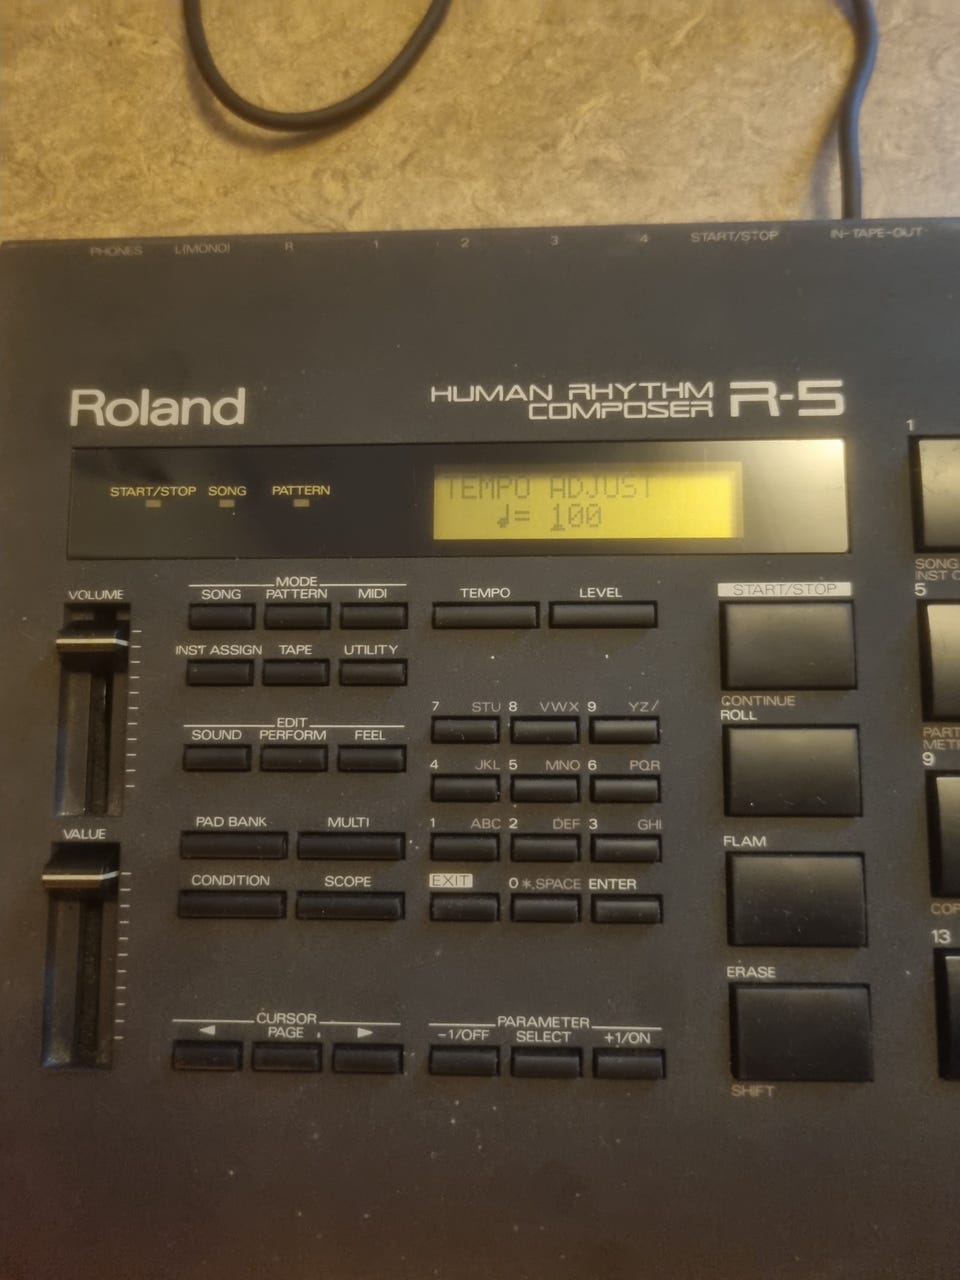 PHONES L(MONO) R 1 2 3 4 START/STOP IN-TAPE-OUT
Roland
HUMAN RHYTHM
COMPOSER
R-5
START/STOP SONG PATTERN
TEMPO ADJUST
♩= 100
VOLUME
VALUE
MODE
SONG PATTERN MIDI
INST ASSIGN TAPE UTILITY
EDIT
SOUND PERFORM FEEL
PAD BANK MULTI
CONDITION SCOPE
CURSOR
◀ PAGE ▶
TEMPO LEVEL
7 STU 8 VWX 9 YZ/
4 JKL 5 MNO 6 PQR
1 ABC 2 DEF 3 GHI
EXIT 0 *.SPACE ENTER
PARAMETER
-1/OFF SELECT +1/ON
START/STOP
CONTINUE
ROLL
FLAM
ERASE
SHIFT
1
SONG
INST
5
PART
9
13